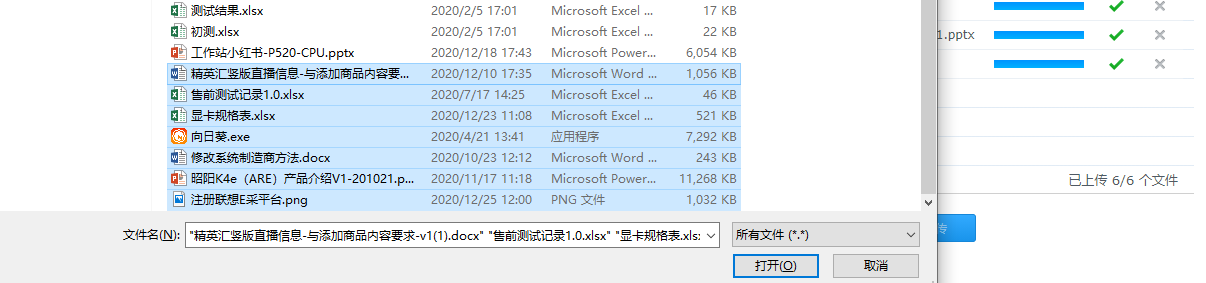 测试结果.xlsx 2020/2/5 17:01 Microsoft Excel ... 17 KB
初测.xlsx 2020/2/5 17:01 Microsoft Excel ... 22 KB
1.pptx
工作站小红书-P520-CPU.pptx 2020/12/18 17:43 Microsoft Power... 6,054 KB
精英汇竖版直播信息-与添加商品内容要... 2020/12/10 17:35 Microsoft Word ... 1,056 KB
售前测试记录1.0.xlsx 2020/7/17 14:25 Microsoft Excel ... 46 KB
显卡规格表.xlsx 2020/12/23 11:08 Microsoft Excel ... 521 KB
向日葵.exe 2020/4/21 13:41 应用程序 7,292 KB
修改系统制造商方法.docx 2020/10/23 12:12 Microsoft Word ... 243 KB
昭阳K4e（ARE）产品介绍V1-201021.p... 2020/11/17 11:18 Microsoft Power... 11,268 KB
已上传 6/6 个文件
注册联想E采平台.png 2020/12/25 12:00 PNG 文件 1,032 KB
文件名(N): "精英汇竖版直播信息-与添加商品内容要求-v1(1).docx" "售前测试记录1.0.xlsx" "显卡规格表.xls 所有文件 (*.*)
传
打开(O) 取消